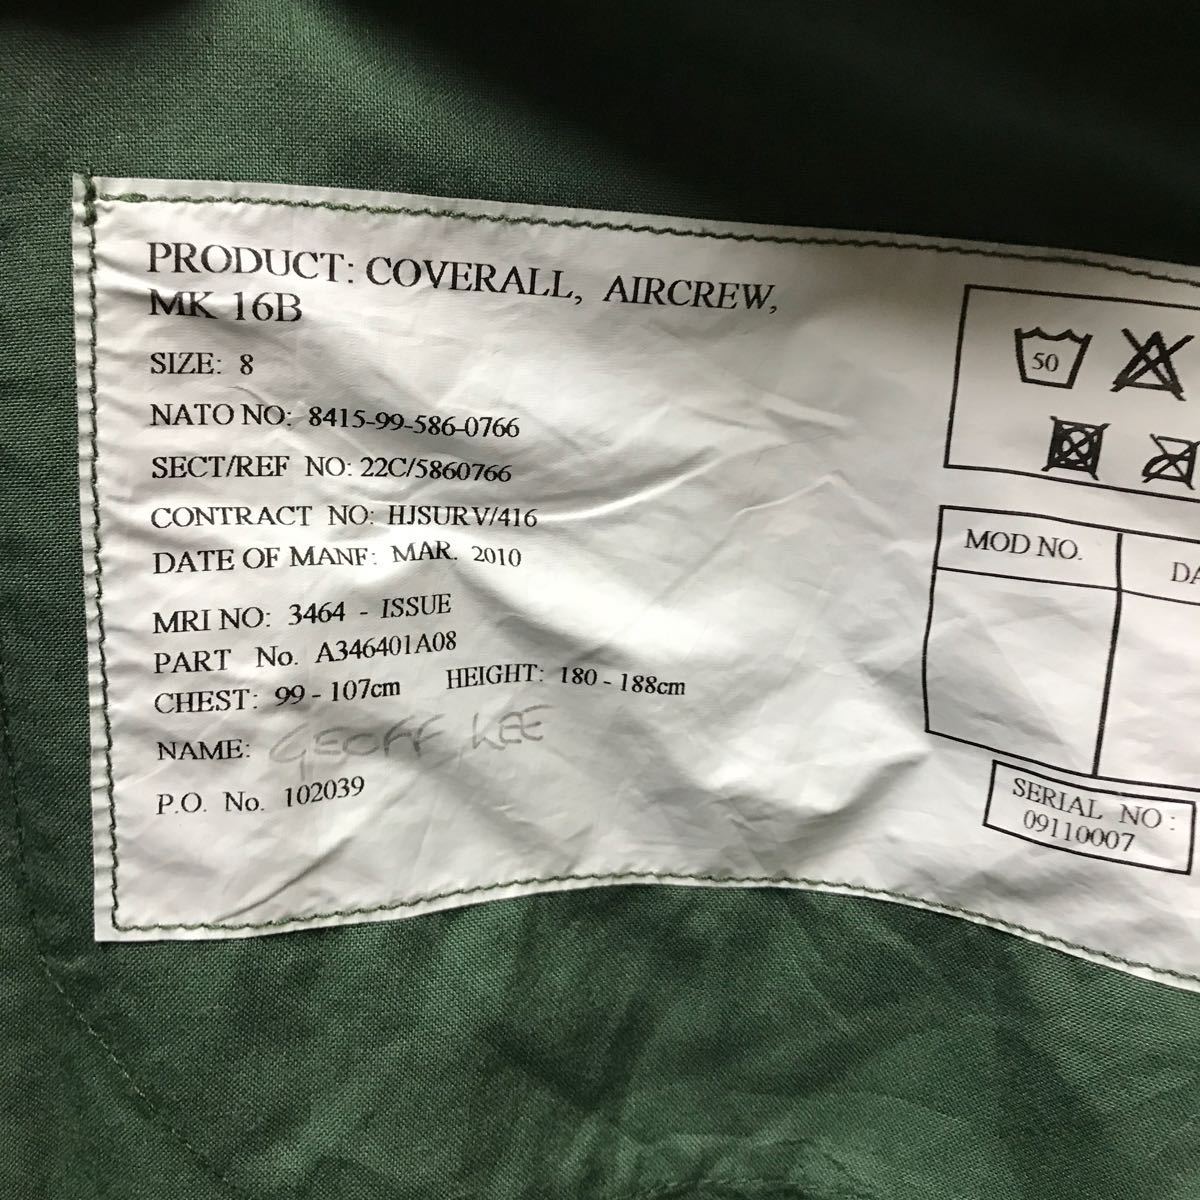 PRODUCT: COVERALL, AIRCREW,
MK 16B
SIZE: 8
NATO NO: 8415-99-586-0766
SECT/REF NO: 22C/5860766
CONTRACT NO: HJSURV/416
DATE OF MANF: MAR. 2010
MRI NO: 3464 - ISSUE
PART No. A346401A08
CHEST: 99 - 107cm HEIGHT: 180 - 188cm
NAME: GEOFF KEE
P.O. No. 102039
50
MOD NO. DA
SERIAL NO:
09110007